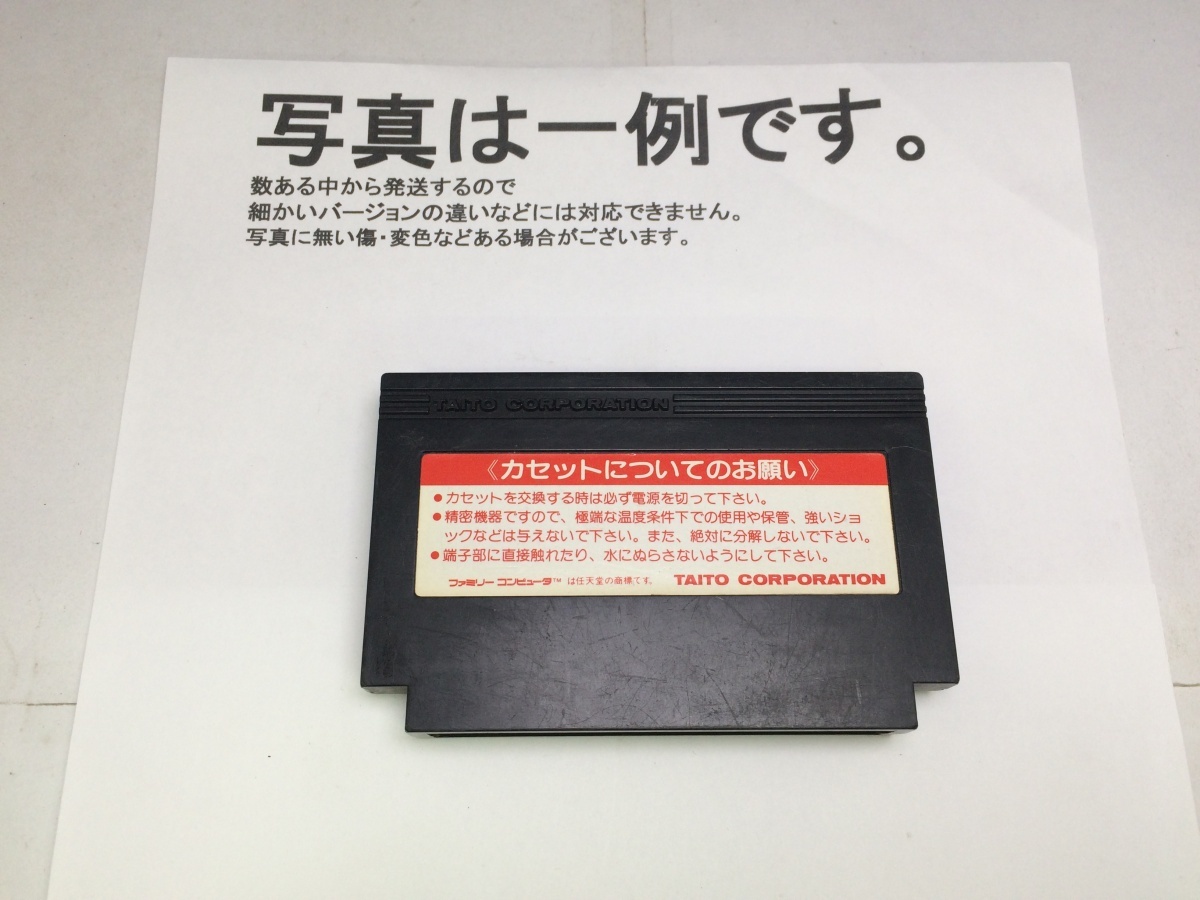 写真は一例です。
数ある中から発送するので
細かいバージョンの違いなどには対応できません。
写真に無い傷・変色などある場合がございます。
TAITO CORPORATION
《カセットについてのお願い》
●カセットを交換する時は必ず電源を切って下さい。
●精密機器ですので、極端な温度条件下での使用や保管、強いショ
ックなどは与えないで下さい。また、絶対に分解しないで下さい。
●端子部に直接触れたり、水にぬらさないようにして下さい。
ファミリーコンピュータ™ は任天堂の商標です。 TAITO CORPORATION